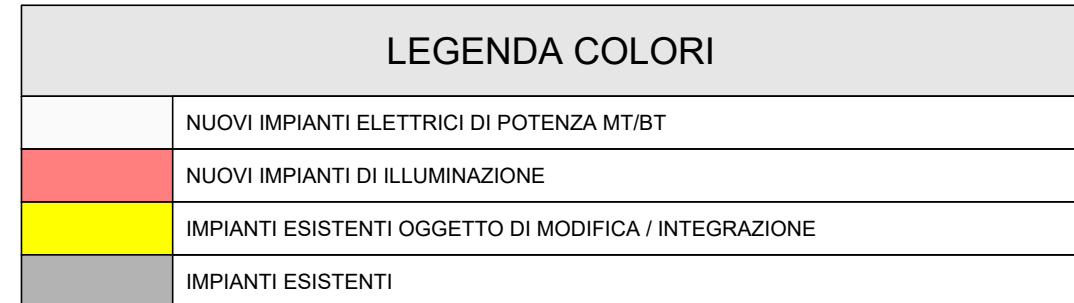 LEGENDA COLORI
NUOVI IMPIANTI ELETTRICI DI POTENZA MT/BT
NUOVI IMPIANTI DI ILLUMINAZIONE
IMPIANTI ESISTENTI OGGETTO DI MODIFICA / INTEGRAZIONE
IMPIANTI ESISTENTI